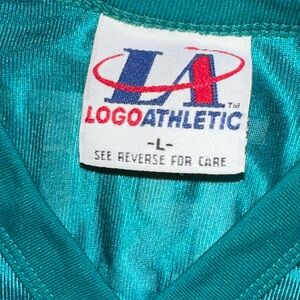 LA TM
LOGOATHLETIC
-L-
SEE REVERSE FOR CARE